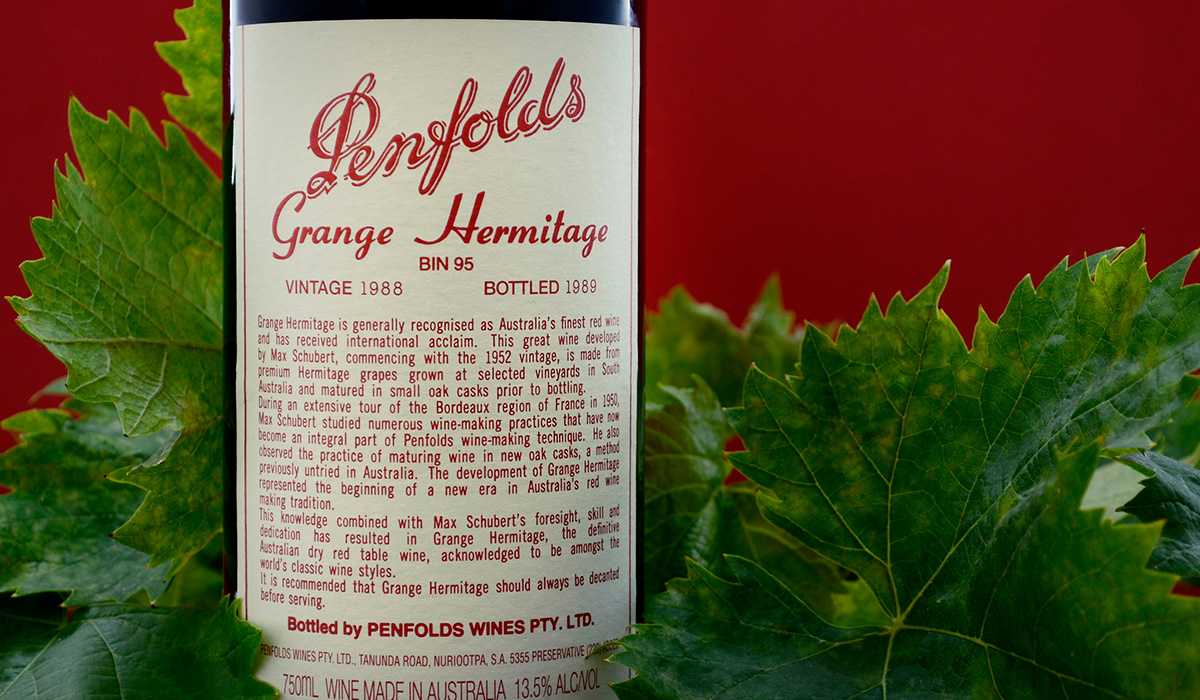 Penfolds
Grange Hermitage
BIN 95
VINTAGE 1988 BOTTLED 1989
Grange Hermitage is generally recognised as Australia's finest red wine
and has received international acclaim. This great wine developed
by Max Schubert, commencing with the 1952 vintage, is made from
premium Hermitage grapes grown at selected vineyards in South
Australia and matured in small oak casks prior to bottling.
During an extensive tour of the Bordeaux region of France in 1950,
Max Schubert studied numerous wine-making practices that have now
become an integral part of Penfolds wine-making technique. He also
observed the practice of maturing wine in new oak casks, a method
previously untried in Australia. The development of Grange Hermitage
represented the beginning of a new era in Australia's red wine
making tradition.
This knowledge combined with Max Schubert's foresight, skill and
dedication has resulted in Grange Hermitage, the definitive
Australian dry red table wine, acknowledged to be amongst the
world's classic wine styles.
It is recommended that Grange Hermitage should always be decanted
before serving.
Bottled by PENFOLDS WINES PTY. LTD.
PENFOLDS WINES PTY. LTD., TANUNDA ROAD, NURIOOTPA, S.A. 5355 PRESERVATIVE
750ML WINE MADE IN AUSTRALIA 13.5% ALC/VOL